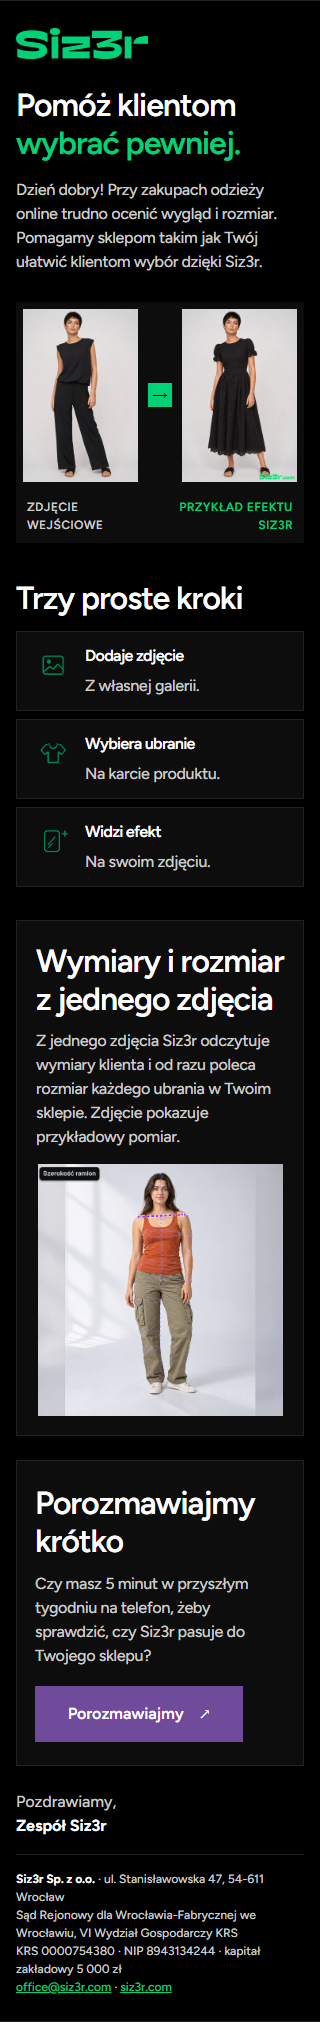 Siz3r
Pomóż klientom
wybrać pewniej.
Dzień dobry! Przy zakupach odzieży
online trudno ocenić wygląd i rozmiar.
Pomagamy sklepom takim jak Twój
ułatwić klientom wybór dzięki Siz3r.
Siz3r.com
ZDJĘCIE
WEJŚCIOWE
PRZYKŁAD EFEKTU
SIZ3R
Trzy proste kroki
Dodaje zdjęcie
Z własnej galerii.
Wybiera ubranie
Na karcie produktu.
Widzi efekt
Na swoim zdjęciu.
Wymiary i rozmiar
z jednego zdjęcia
Z jednego zdjęcia Siz3r odczytuje
wymiary klienta i od razu poleca
rozmiar każdego ubrania w Twoim
sklepie. Zdjęcie pokazuje
przykładowy pomiar.
Szerokość ramion
Porozmawiajmy
krótko
Czy masz 5 minut w przyszłym
tygodniu na telefon, żeby
sprawdzić, czy Siz3r pasuje do
Twojego sklepu?
Porozmawiajmy ↗
Pozdrawiamy,
Zespół Siz3r
Siz3r Sp. z o.o. · ul. Stanisławowska 47, 54-611
Wrocław
Sąd Rejonowy dla Wrocławia-Fabrycznej we
Wrocławiu, VI Wydział Gospodarczy KRS
KRS 0000754380 · NIP 8943134244 · kapitał
zakładowy 5 000 zł
office@siz3r.com · siz3r.com